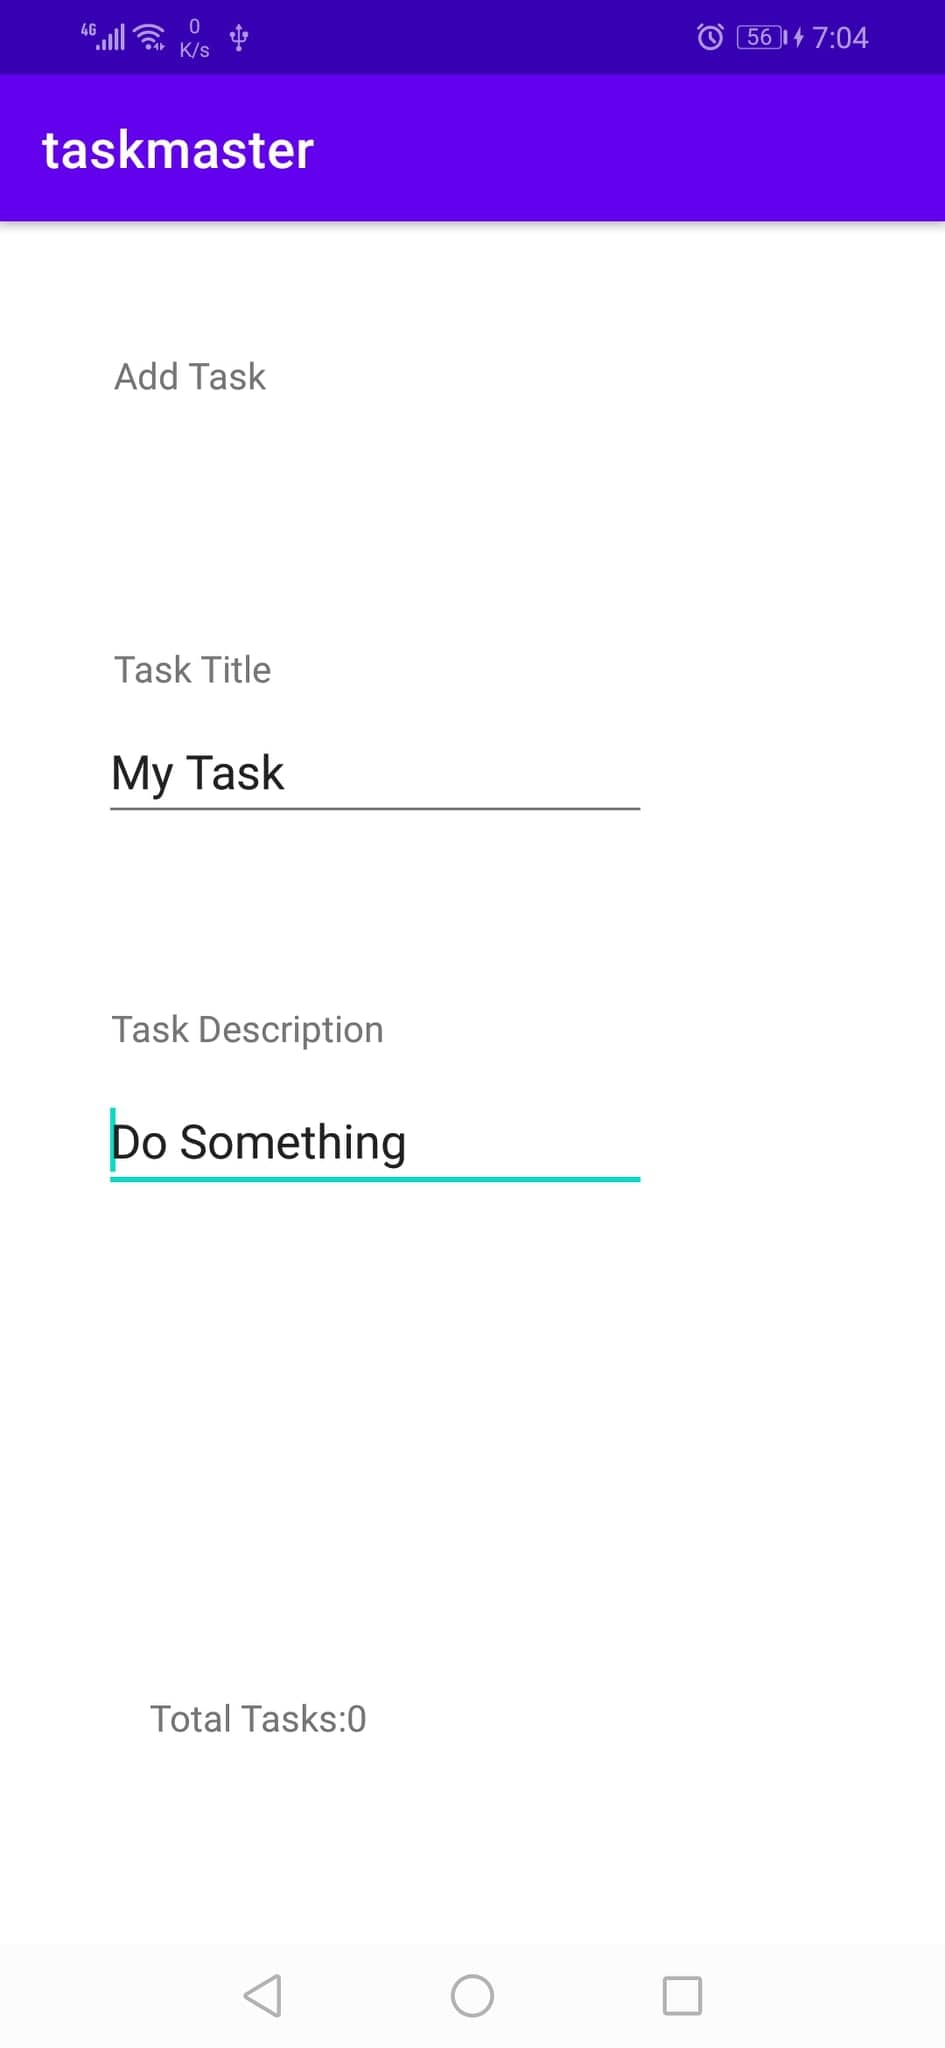 4G 0 K/s 56 7:04
taskmaster
Add Task
Task Title
My Task
Task Description
Do Something
Total Tasks:0